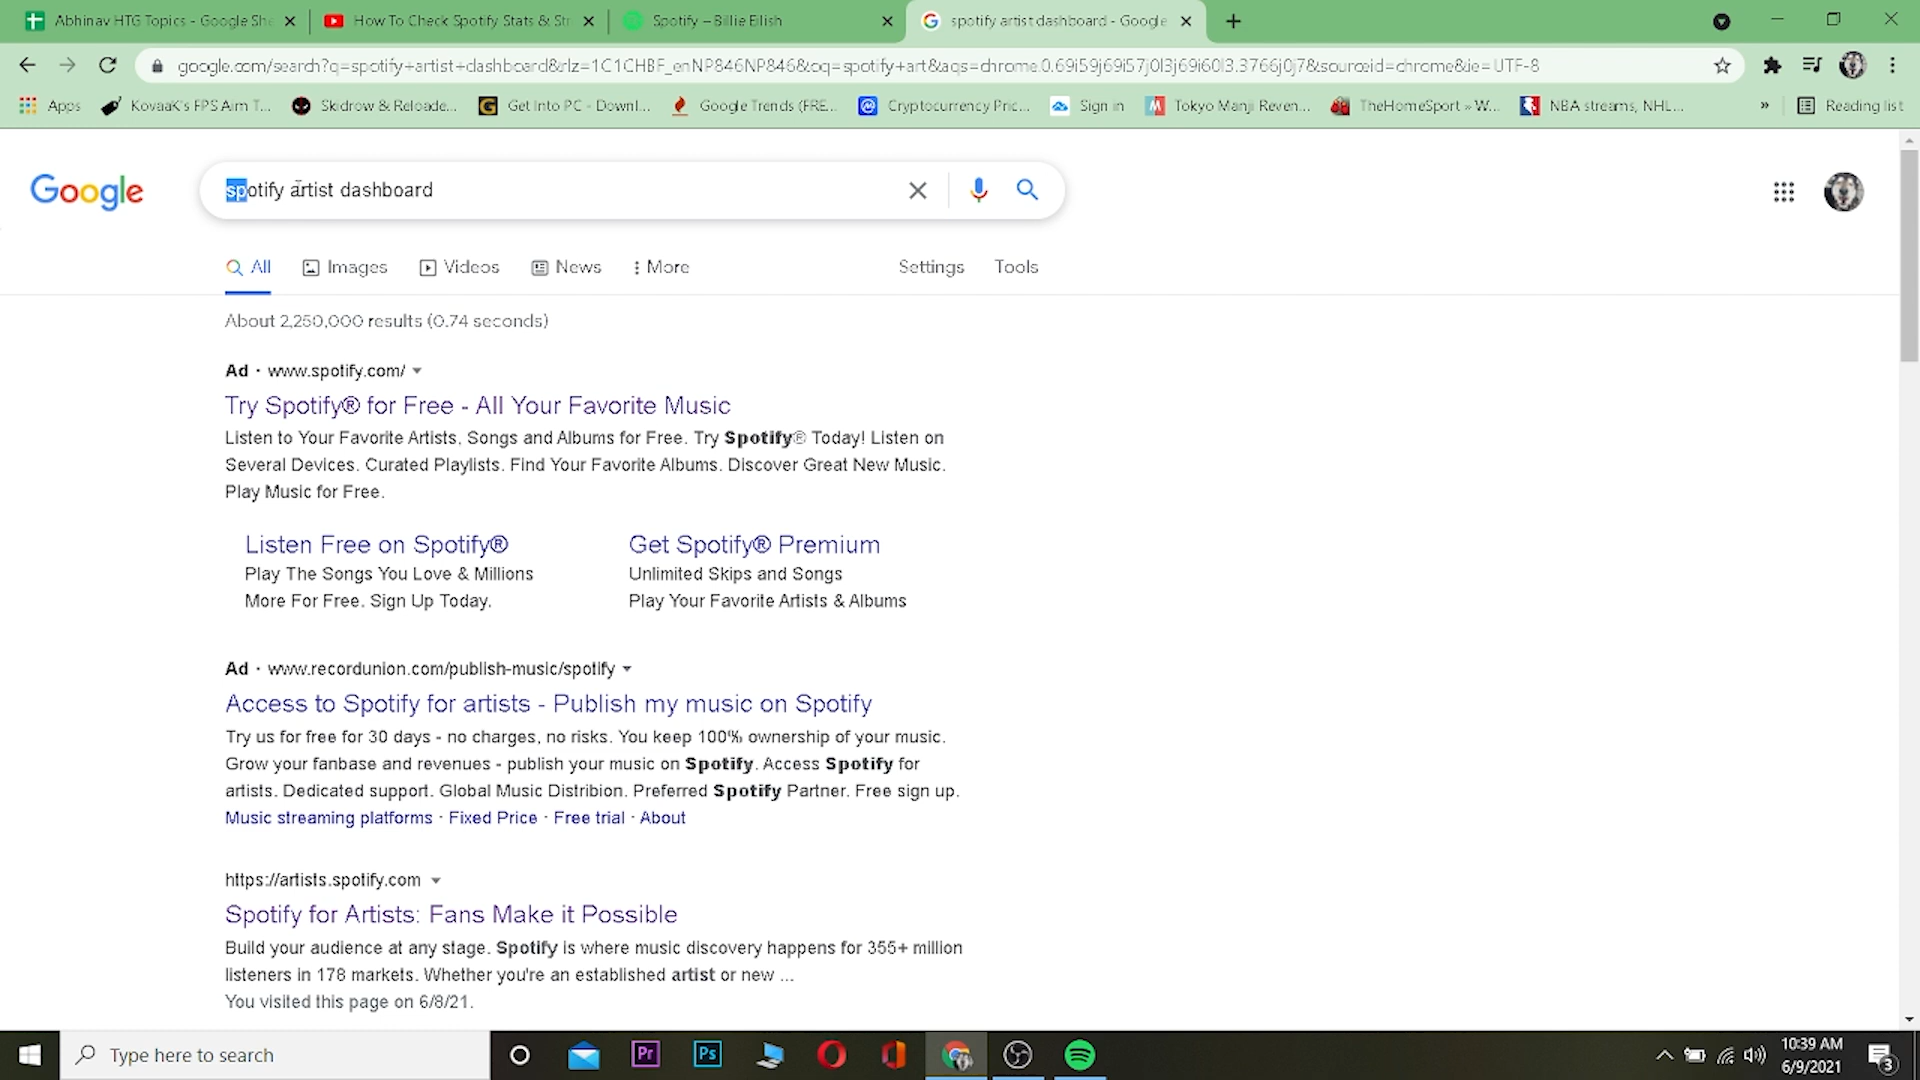 Abhinav HTG Topics - Google She
How To Check Spotify Stats & Str
Spotify – Billie Eilish
spotify artist dashboard - Google
google.com/search?q=spotify+artist+dashboard&rlz=1C1CHBF_enNP846NP846&oq=spotify+art&aqs=chrome.0.69i59j69i57j0l3j69i60l3.3766j0j7&sourceid=chrome&ie=UTF-8
Apps
KovaaK's FPS Aim T...
Skidrow & Reloade...
Get Into PC - Downl...
Google Trends (FRE...
Cryptocurrency Pric...
Sign in
Tokyo Manji Reven...
TheHomeSport » W...
NBA streams, NHL...
»
Reading list
Google
spotify artist dashboard
All
Images
Videos
News
More
Settings
Tools
About 2,250,000 results (0.74 seconds)
Ad · www.spotify.com/
Try Spotify® for Free - All Your Favorite Music
Listen to Your Favorite Artists, Songs and Albums for Free. Try Spotify® Today! Listen on
Several Devices. Curated Playlists. Find Your Favorite Albums. Discover Great New Music.
Play Music for Free.
Listen Free on Spotify®
Play The Songs You Love & Millions
More For Free. Sign Up Today.
Get Spotify® Premium
Unlimited Skips and Songs
Play Your Favorite Artists & Albums
Ad · www.recordunion.com/publish-music/spotify
Access to Spotify for artists - Publish my music on Spotify
Try us for free for 30 days - no charges, no risks. You keep 100% ownership of your music.
Grow your fanbase and revenues - publish your music on Spotify. Access Spotify for
artists. Dedicated support. Global Music Distribion. Preferred Spotify Partner. Free sign up.
Music streaming platforms · Fixed Price · Free trial · About
https://artists.spotify.com
Spotify for Artists: Fans Make it Possible
Build your audience at any stage. Spotify is where music discovery happens for 355+ million
listeners in 178 markets. Whether you're an established artist or new ...
You visited this page on 6/8/21.
Type here to search
Pr
Ps
10:39 AM
6/9/2021
3